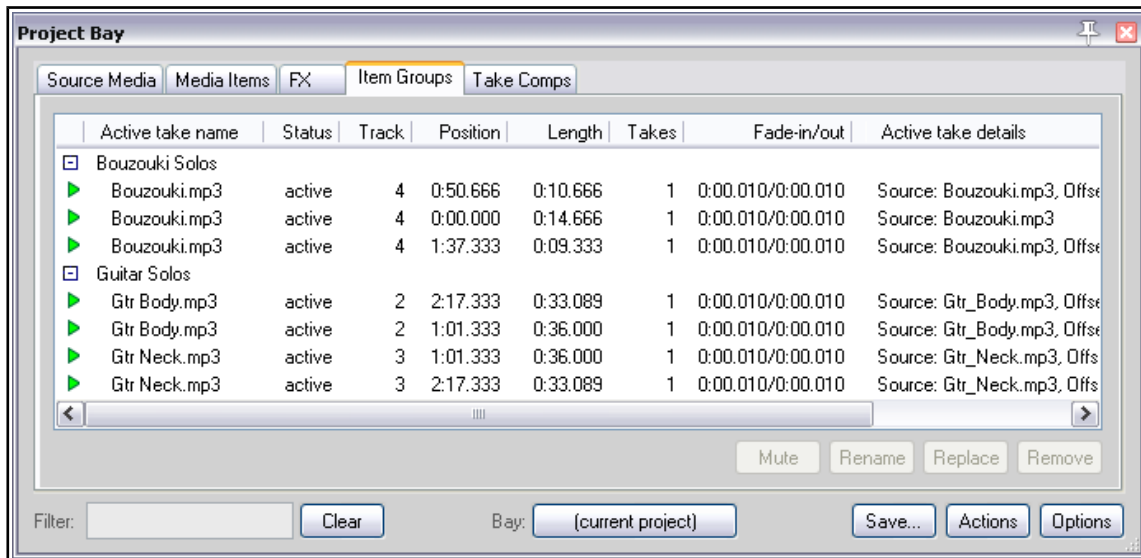 Project Bay
Source Media Media Items FX Item Groups Take Comps
Active take name Status Track Position Length Takes Fade-in/out Active take details
Bouzouki Solos
Bouzouki.mp3 active 4 0:50.666 0:10.666 1 0:00.010/0:00.010 Source: Bouzouki.mp3, Offse
Bouzouki.mp3 active 4 0:00.000 0:14.666 1 0:00.010/0:00.010 Source: Bouzouki.mp3
Bouzouki.mp3 active 4 1:37.333 0:09.333 1 0:00.010/0:00.010 Source: Bouzouki.mp3, Offse
Guitar Solos
Gtr Body.mp3 active 2 2:17.333 0:33.089 1 0:00.010/0:00.010 Source: Gtr_Body.mp3, Offse
Gtr Body.mp3 active 2 1:01.333 0:36.000 1 0:00.010/0:00.010 Source: Gtr_Body.mp3, Offse
Gtr Neck.mp3 active 3 1:01.333 0:36.000 1 0:00.010/0:00.010 Source: Gtr_Neck.mp3, Offs
Gtr Neck.mp3 active 3 2:17.333 0:33.089 1 0:00.010/0:00.010 Source: Gtr_Neck.mp3, Offs
Mute Rename Replace Remove
Filter: Clear Bay: (current project) Save... Actions Options